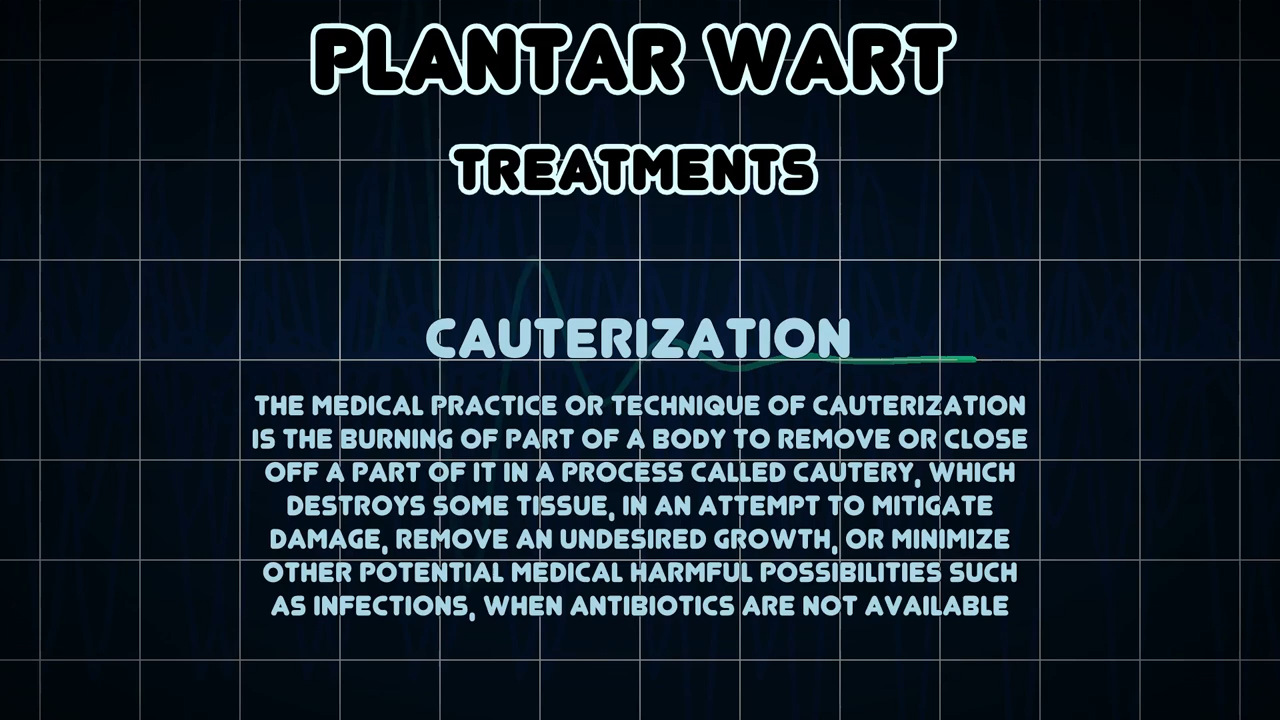 PLANTAR WART
TREATMENTS
CAUTERIZATION
THE MEDICAL PRACTICE OR TECHNIQUE OF CAUTERIZATION
IS THE BURNING OF PART OF A BODY TO REMOVE OR CLOSE
OFF A PART OF IT IN A PROCESS CALLED CAUTERY, WHICH
DESTROYS SOME TISSUE, IN AN ATTEMPT TO MITIGATE
DAMAGE, REMOVE AN UNDESIRED GROWTH, OR MINIMIZE
OTHER POTENTIAL MEDICAL HARMFUL POSSIBILITIES SUCH
AS INFECTIONS, WHEN ANTIBIOTICS ARE NOT AVAILABLE